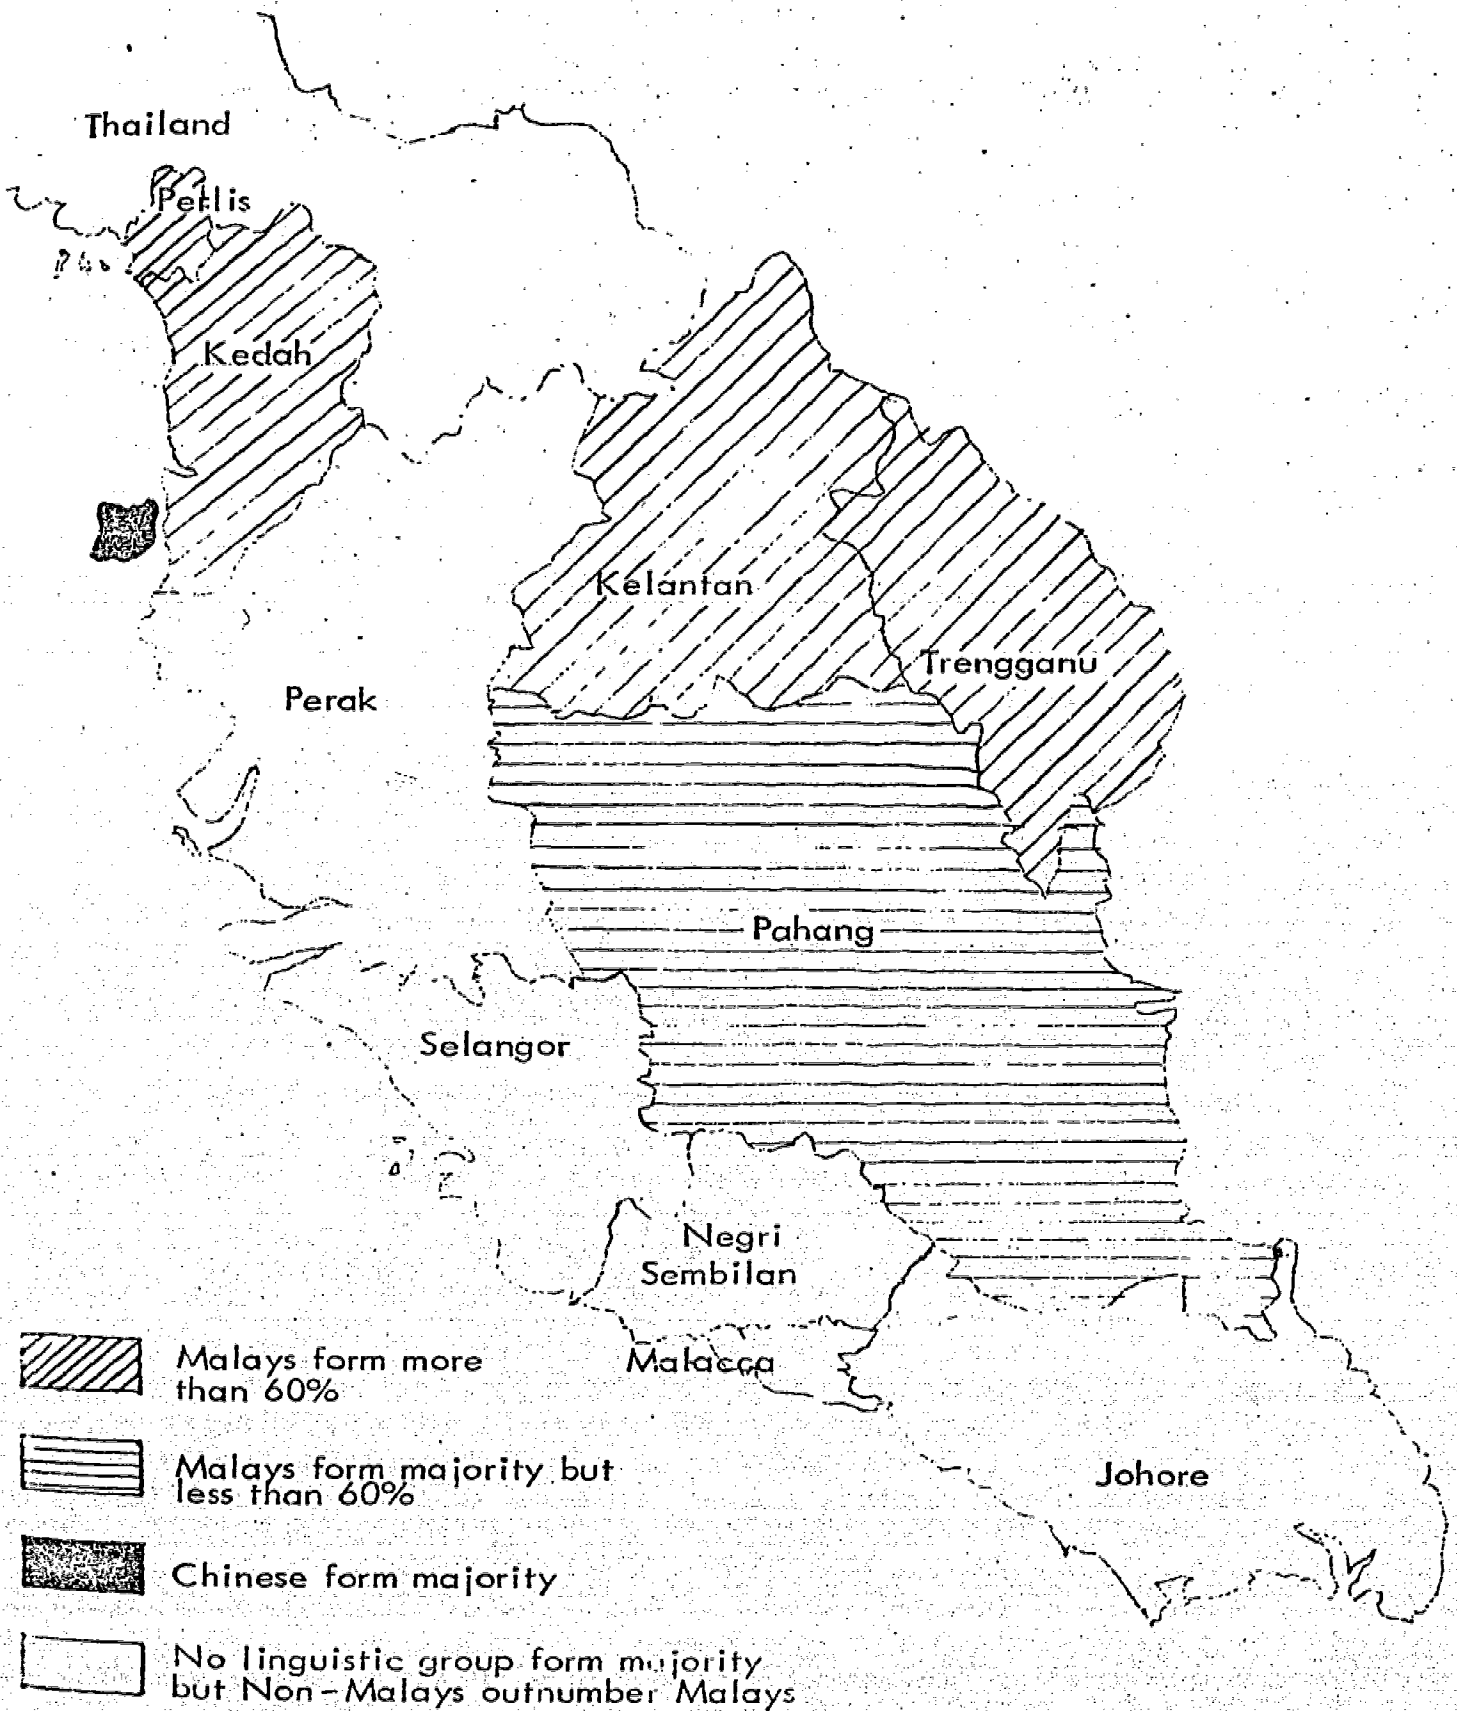 Thailand
Perlis
Kedah
Kelantan
Trengganu
Perak
Pahang
Selangor
Negri
Sembilan
Malacca
Johore
Malays form more
than 60%
Malays form majority but
less than 60%
Chinese form majority
No linguistic group form majority
but Non-Malays outnumber Malays